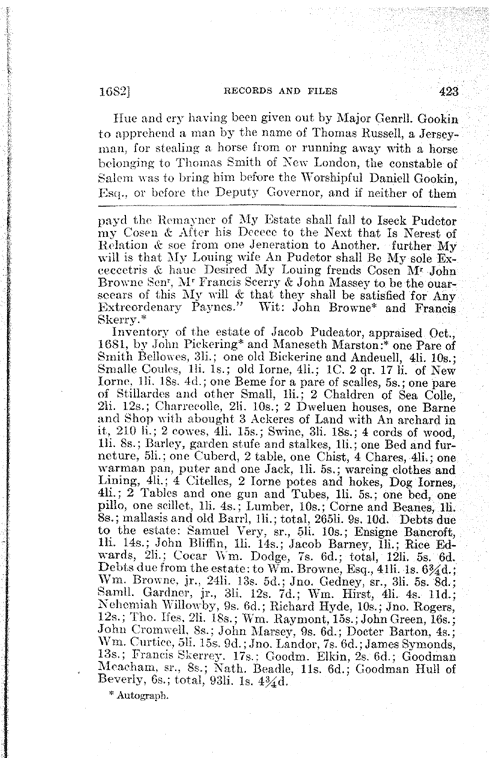 1682] RECORDS AND FILES 423
Hue and cry having been given out by Major Genrll. Gookin
to apprehend a man by the name of Thomas Russell, a Jersey-
man, for stealing a horse from or running away with a horse
belonging to Thomas Smith of New London, the constable of
Salem was to bring him before the Worshipful Daniell Gookin,
Esq., or before the Deputy Governor, and if neither of them
payd the Remayner of My Estate shall fall to Iseck Pudetor
my Cosen & After his Decece to the Next that Is Nerest of
Relation & soe from one Jeneration to Another. further My
will is that My Louing wife An Pudetor shall Be My sole Ex-
ececetris & haue Desired My Louing frends Cosen Mr John
Browne Senr, Mr Francis Scerry & John Massey to be the ouar-
seears of this My will & that they shall be satisfied for Any
Extreordenary Paynes." Wit: John Browne* and Francis
Skerry.*
Inventory of the estate of Jacob Pudeator, appraised Oct.,
1681, by John Pickering* and Maneseth Marston:* one Pare of
Smith Bellowes, 3li.; one old Bickerine and Andeuell, 4li. 10s.;
Smalle Coules, 1li. 1s.; old Iorne, 4li.; 1C. 2 qr. 17 li. of New
Iorne, 1li. 18s. 4d.; one Beme for a pare of scalles, 5s.; one pare
of Stillardes and other Small, 1li.; 2 Chaldren of Sea Colle,
2li. 12s.; Charrecolle, 2li. 10s.; 2 Dweluen houses, one Barne
and Shop with abought 3 Ackeres of Land with An archard in
it, 210 li.; 2 cowes, 4li. 15s.; Swine, 3li. 18s.; 4 cords of wood,
1li. 8s.; Barley, garden stufe and stalkes, 1li.; one Bed and fur-
neture, 5li.; one Cuberd, 2 table, one Chist, 4 Chares, 4li.; one
warman pan, puter and one Jack, 1li. 5s.; wareing clothes and
Lining, 4li.; 4 Citelles, 2 Iorne potes and hokes, Dog Iornes,
4li.; 2 Tables and one gun and Tubes, 1li. 5s.; one bed, one
pillo, one scillet, 1li. 4s.; Lumber, 10s.; Corne and Beanes, 1li.
8s.; mallasis and old Barrl, 1li.; total, 265li. 9s. 10d. Debts due
to the estate: Samuel Very, sr., 5li. 10s.; Ensigne Bancroft,
1li. 14s.; John Bliffin, 1li. 14s.; Jacob Barney, 1li.; Rice Ed-
wards, 2li.; Cocar Wm. Dodge, 7s. 6d.; total, 12li. 5s. 6d.
Debts due from the estate: to Wm. Browne, Esq., 41li. 1s. 6¾d.;
Wm. Browne, jr., 24li. 13s. 5d.; Jno. Gedney, sr., 3li. 5s. 8d.;
Samll. Gardner, jr., 3li. 12s. 7d.; Wm. Hirst, 4li. 4s. 11d.;
Nehemiah Willowby, 9s. 6d.; Richard Hyde, 10s.; Jno. Rogers,
12s.; Tho. Ifes, 2li. 18s.; Wm. Raymont, 15s.; John Green, 16s.;
John Cromwell, 8s.; John Marsey, 9s. 6d.; Docter Barton, 4s.;
Wm. Curtice, 5li. 15s. 9d.; Jno. Landor, 7s. 6d.; James Symonds,
13s.; Francis Skerrey. 17s.; Goodm. Elkin, 2s. 6d.; Goodman
Meacham, sr., 8s.; Nath. Beadle, 11s. 6d.; Goodman Hull of
Beverly, 6s.; total, 93li. 1s. 4¾d.
* Autograph.